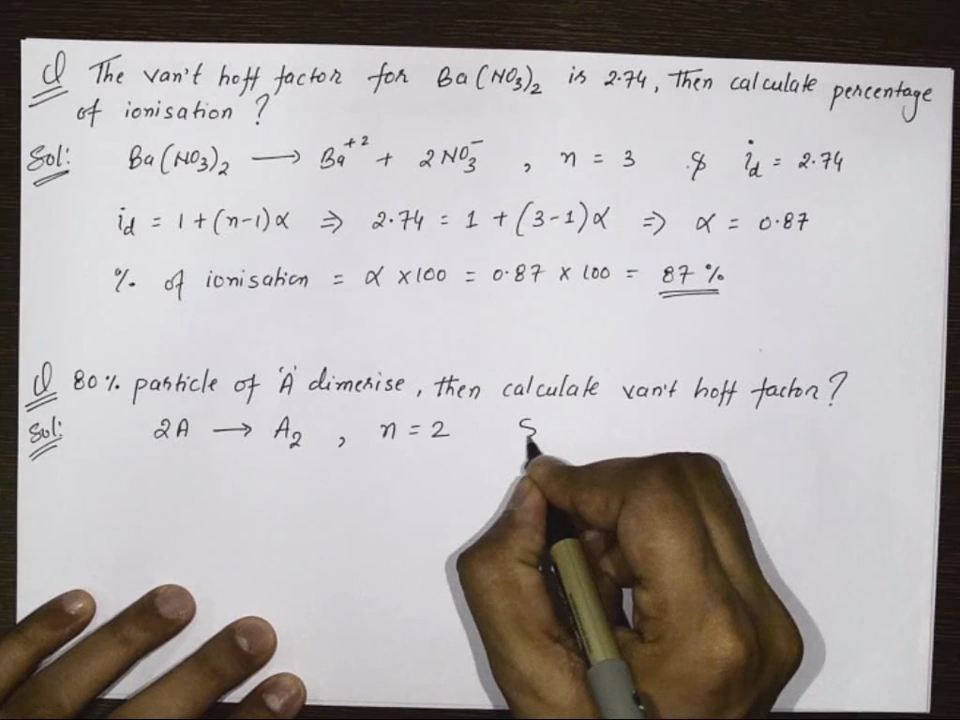 Q The van't hoff factor for Ba(NO₃)₂ is 2.74, Then calculate percentage
of ionisation ?
Sol: Ba(NO₃)₂ ⟶ Ba⁺² + 2NO₃⁻ , n = 3 & i_d = 2.74
i_d = 1+(n-1)α ⇒ 2.74 = 1 + (3-1)α ⇒ α = 0.87
% of ionisation = α × 100 = 0.87 × 100 = 87 %
Q 80% particle of 'A' dimerise, then calculate van't hoff factor?
Sol: 2A ⟶ A₂ , n = 2